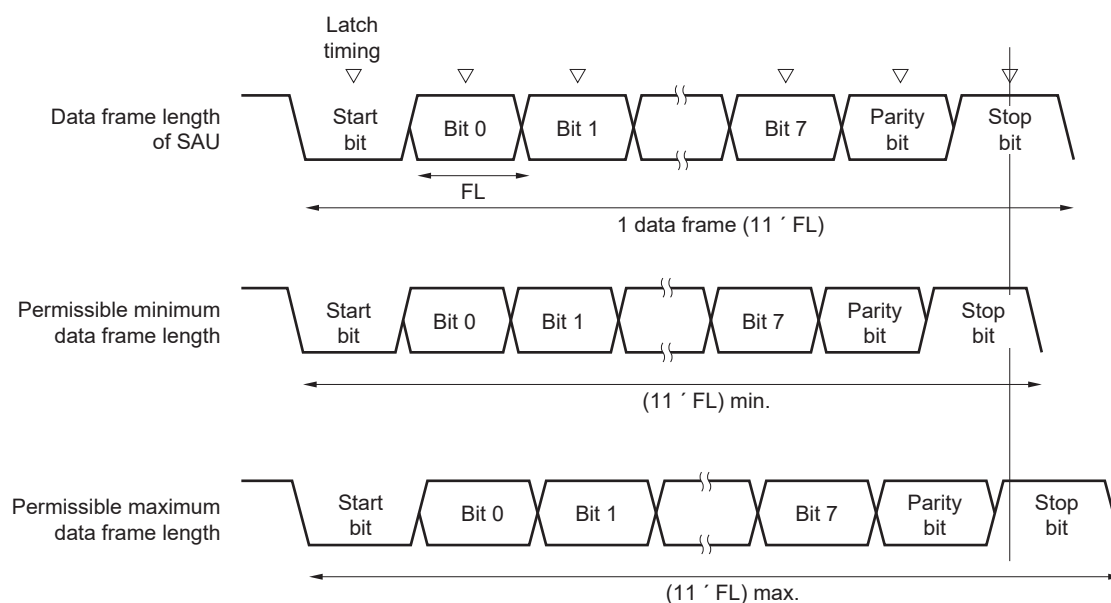 Latch
timing
Data frame length
of SAU
Start
bit
Bit 0
Bit 1
Bit 7
Parity
bit
Stop
bit
FL
1 data frame (11 ´ FL)
Permissible minimum
data frame length
Start
bit
Bit 0
Bit 1
Bit 7
Parity
bit
Stop
bit
(11 ´ FL) min.
Permissible maximum
data frame length
Start
bit
Bit 0
Bit 1
Bit 7
Parity
bit
Stop
bit
(11 ´ FL) max.